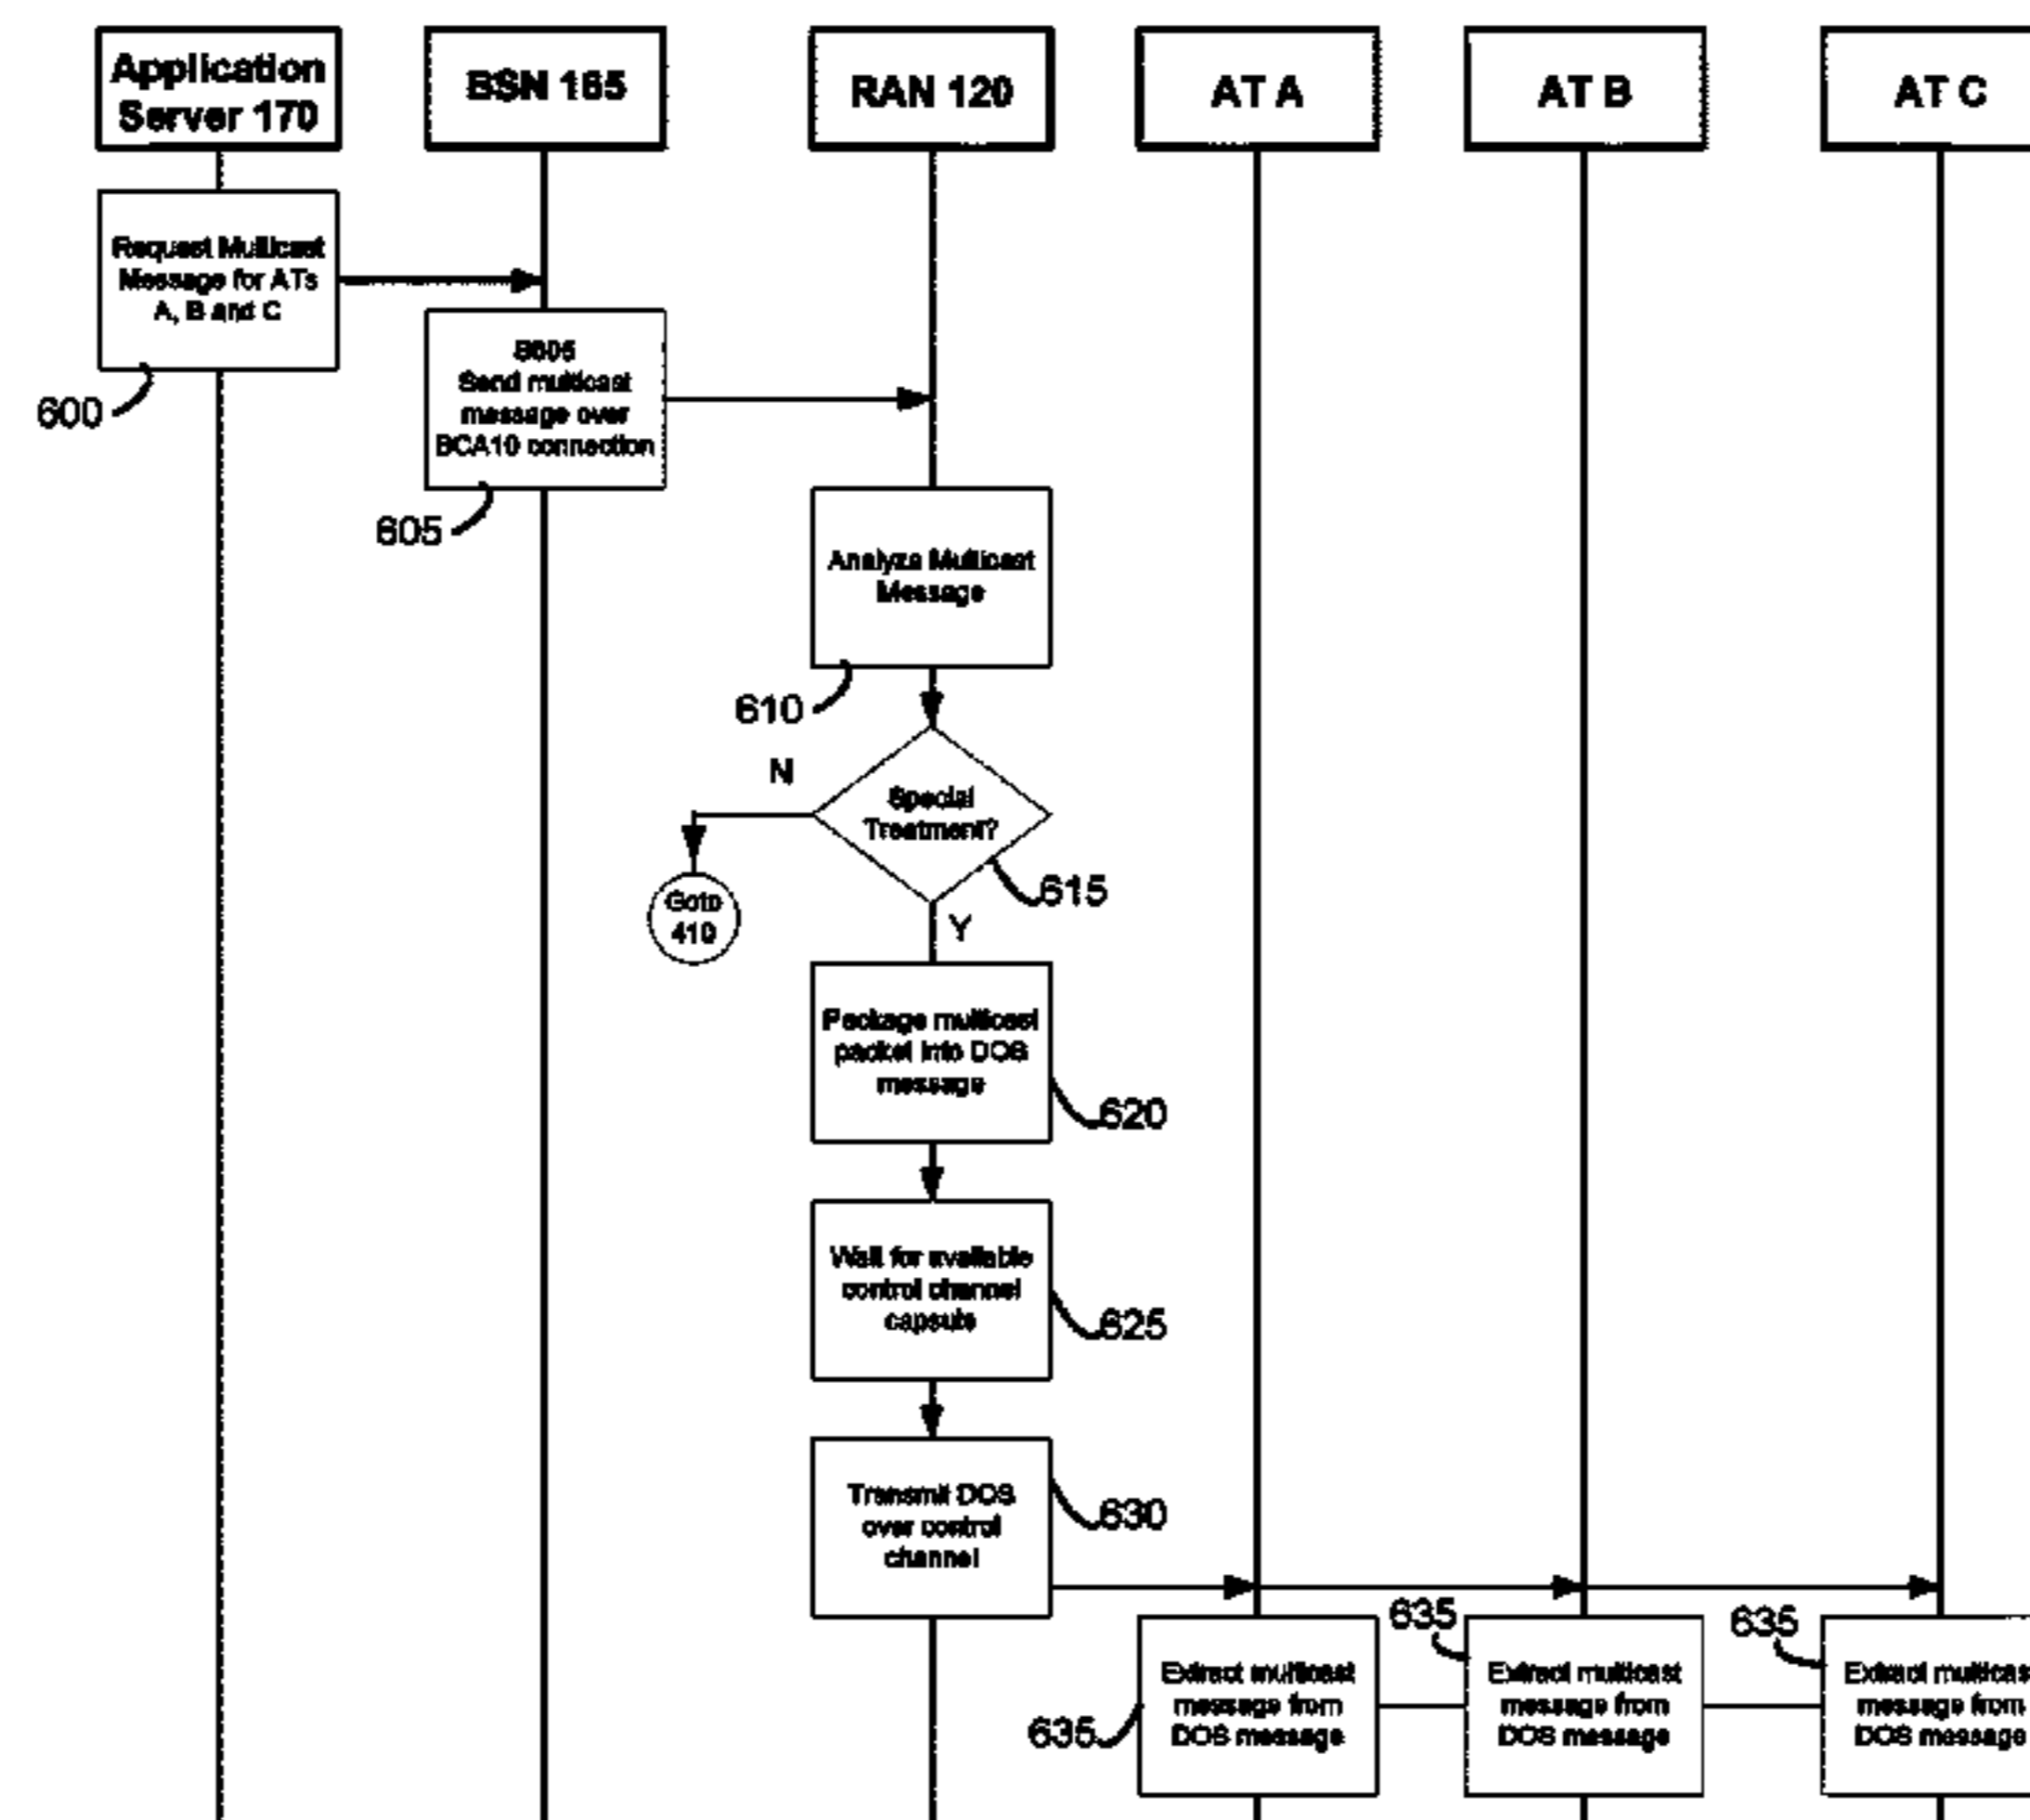 Application
Server 170
BSN 165
RAN 120
AT A
AT B
AT C
Request Multicast
Message for ATs
A, B and C
600
S605
Send multicast
message over
BCA10 connection
605
Analyze Multicast
Message
610
N
Special
Treatment?
615
Goto
410
Y
Package multicast
packet into DOS
message
620
Wait for available
control channel
capsule
625
Transmit DOS
over control
channel
630
635
Extract multicast
message from
DOS message
635
Extract multicast
message from
DOS message
635
Extract multicas
message from
DOS message